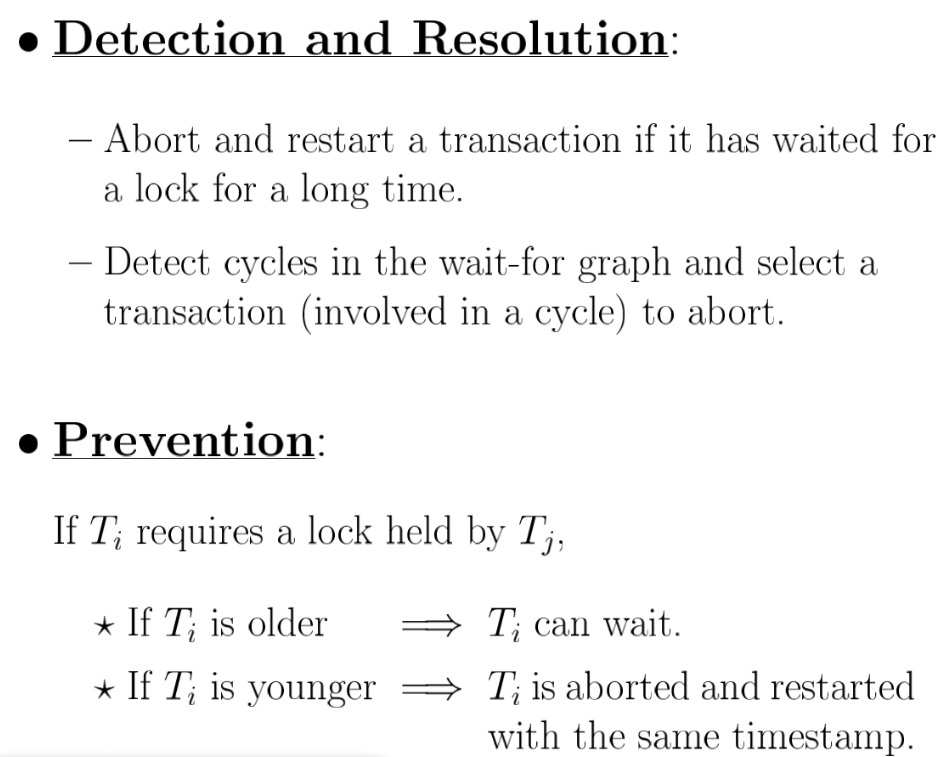 • Detection and Resolution:
– Abort and restart a transaction if it has waited for
a lock for a long time.
– Detect cycles in the wait-for graph and select a
transaction (involved in a cycle) to abort.
• Prevention:
If Tᵢ requires a lock held by Tⱼ,
⋆ If Tᵢ is older ⟹ Tᵢ can wait.
⋆ If Tᵢ is younger ⟹ Tᵢ is aborted and restarted
with the same timestamp.